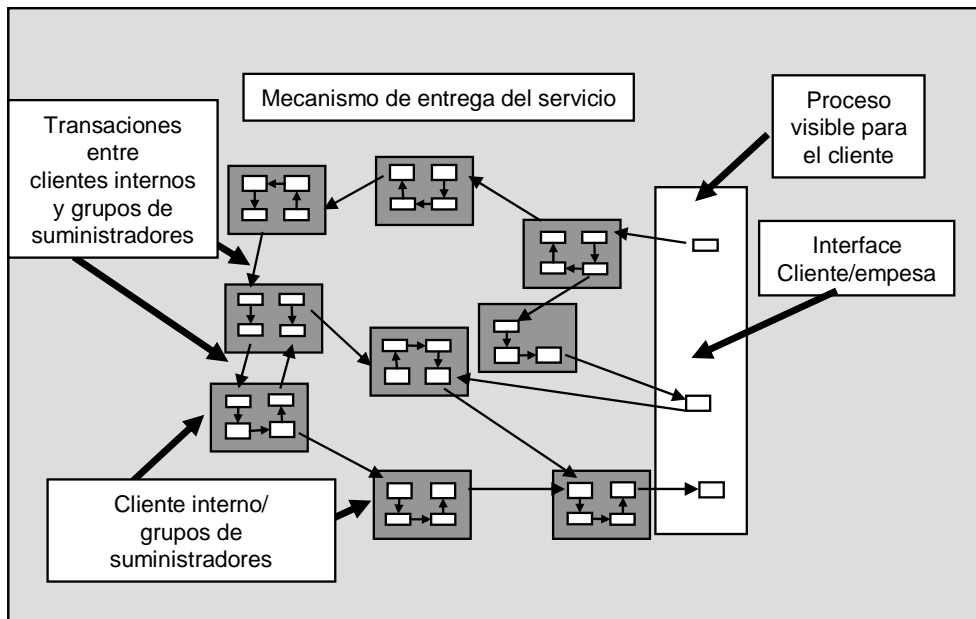 Mecanismo de entrega del servicio
Transaciones
entre
clientes internos
y grupos de
suministradores
Proceso
visible para
el cliente
Interface
Cliente/empesa
Cliente interno/
grupos de
suministradores